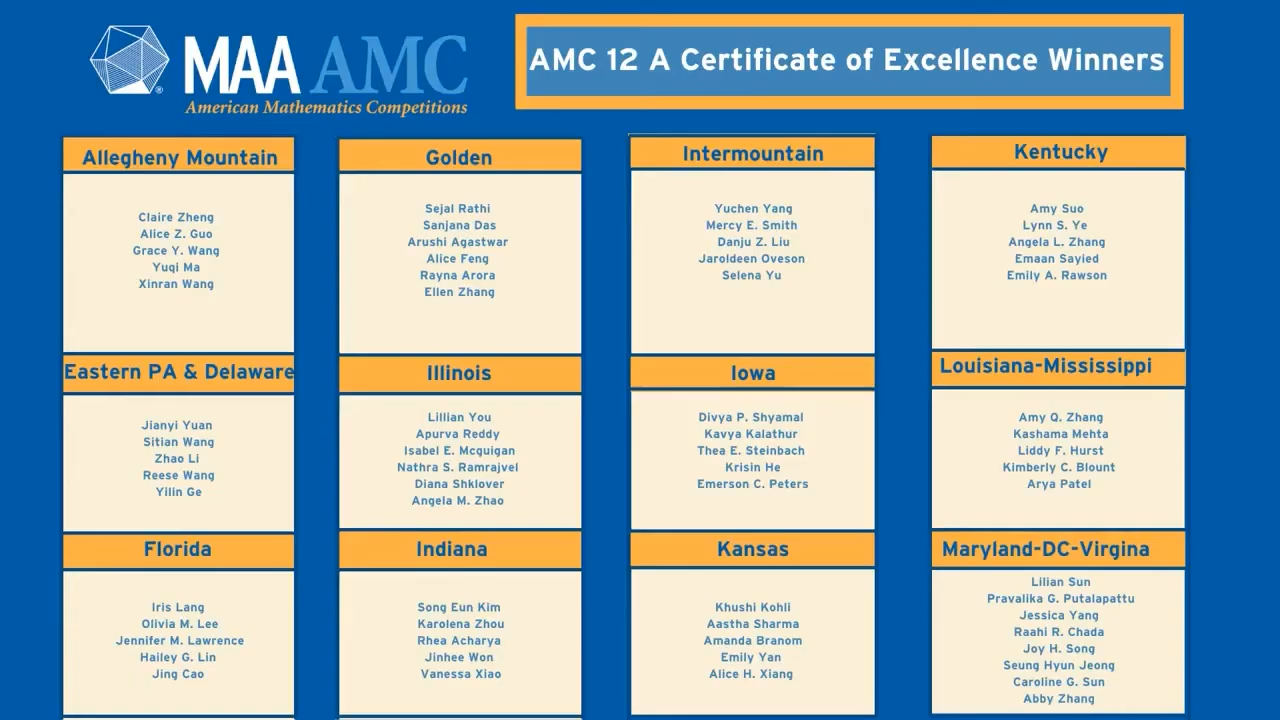 MAA AMC
American Mathematics Competitions
AMC 12 A Certificate of Excellence Winners
Allegheny Mountain
Claire Zheng
Alice Z. Guo
Grace Y. Wang
Yuqi Ma
Xinran Wang
Eastern PA & Delaware
Jianyi Yuan
Sitian Wang
Zhao Li
Reese Wang
Yilin Ge
Florida
Iris Lang
Olivia M. Lee
Jennifer M. Lawrence
Hailey G. Lin
Jing Cao
Golden
Sejal Rathi
Sanjana Das
Arushi Agastwar
Alice Feng
Rayna Arora
Ellen Zhang
Illinois
Lillian You
Apurva Reddy
Isabel E. Mcguigan
Nathra S. Ramrajvel
Diana Shklover
Angela M. Zhao
Indiana
Song Eun Kim
Karolena Zhou
Rhea Acharya
Jinhee Won
Vanessa Xiao
Intermountain
Yuchen Yang
Mercy E. Smith
Danju Z. Liu
Jaroldeen Oveson
Selena Yu
Iowa
Divya P. Shyamal
Kavya Kalathur
Thea E. Steinbach
Krisin He
Emerson C. Peters
Kansas
Khushi Kohli
Aastha Sharma
Amanda Branom
Emily Yan
Alice H. Xiang
Kentucky
Amy Suo
Lynn S. Ye
Angela L. Zhang
Emaan Sayied
Emily A. Rawson
Louisiana-Mississippi
Amy Q. Zhang
Kashama Mehta
Liddy F. Hurst
Kimberly C. Blount
Arya Patel
Maryland-DC-Virgina
Lilian Sun
Pravalika G. Putalapattu
Jessica Yang
Raahi R. Chada
Joy H. Song
Seung Hyun Jeong
Caroline G. Sun
Abby Zhang